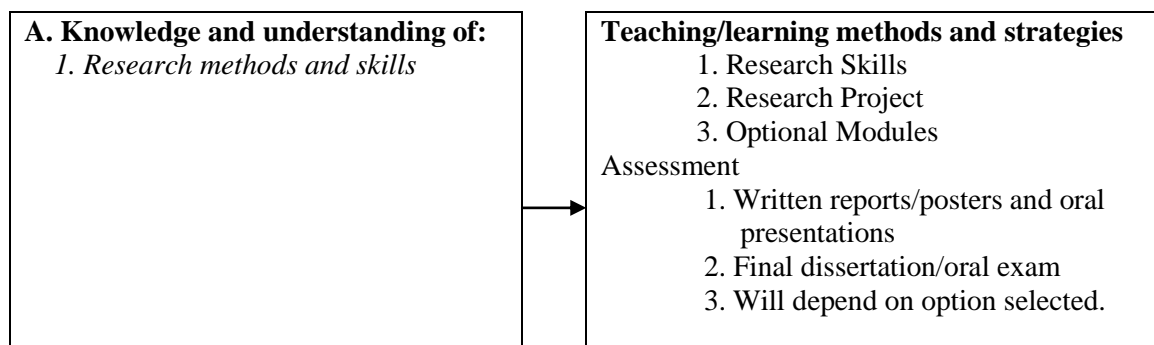 A. Knowledge and understanding of:
1. Research methods and skills
Teaching/learning methods and strategies
1. Research Skills
2. Research Project
3. Optional Modules
Assessment
1. Written reports/posters and oral
presentations
2. Final dissertation/oral exam
3. Will depend on option selected.